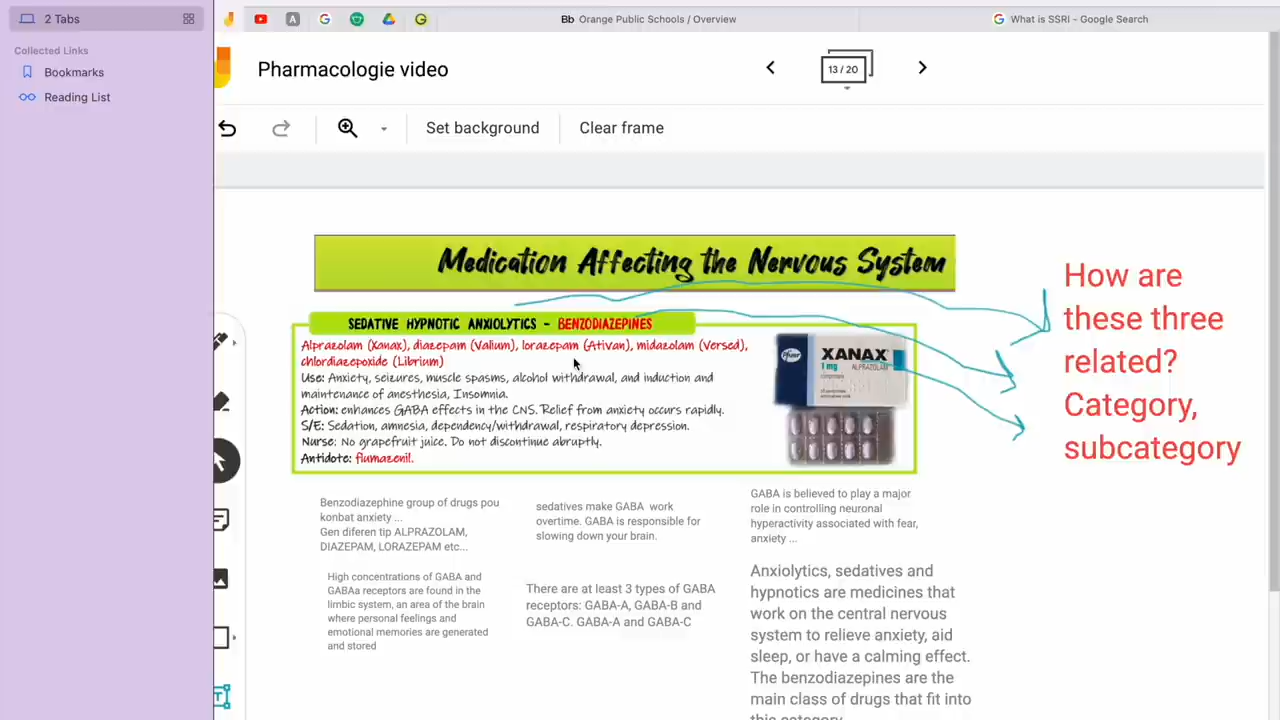 2 Tabs
Collected Links
Bookmarks
Reading List
A
G
G
Bb Orange Public Schools / Overview
G What is SSRI - Google Search
Pharmacologie video
13 / 20
Set background
Clear frame
Medication Affecting the Nervous System
SEDATIVE HYPNOTIC ANXIOLYTICS - BENZODIAZEPINES
Alprazolam (Xanax), diazepam (Valium), lorazepam (Ativan), midazolam (Versed),
chlordiazepoxide (Librium)
Use: Anxiety, seizures, muscle spasms, alcohol withdrawal, and induction and
maintenance of anesthesia, Insomnia.
Action: enhances GABA effects in the CNS. Relief from anxiety occurs rapidly.
S/E: Sedation, amnesia, dependency/withdrawal, respiratory depression.
Nurse: No grapefruit juice. Do not discontinue abruptly.
Antidote: flumazenil.
Pfizer
XANAX
1 mg ALPRAZOLAM
How are
these three
related?
Category,
subcategory
Benzodiazephine group of drugs pou
konbat anxiety ...
Gen diferen tip ALPRAZOLAM,
DIAZEPAM, LORAZEPAM etc...
sedatives make GABA work
overtime. GABA is responsible for
slowing down your brain.
GABA is believed to play a major
role in controlling neuronal
hyperactivity associated with fear,
anxiety ...
High concentrations of GABA and
GABAa receptors are found in the
limbic system, an area of the brain
where personal feelings and
emotional memories are generated
and stored
There are at least 3 types of GABA
receptors: GABA-A, GABA-B and
GABA-C. GABA-A and GABA-C
Anxiolytics, sedatives and
hypnotics are medicines that
work on the central nervous
system to relieve anxiety, aid
sleep, or have a calming effect.
The benzodiazepines are the
main class of drugs that fit into
this category